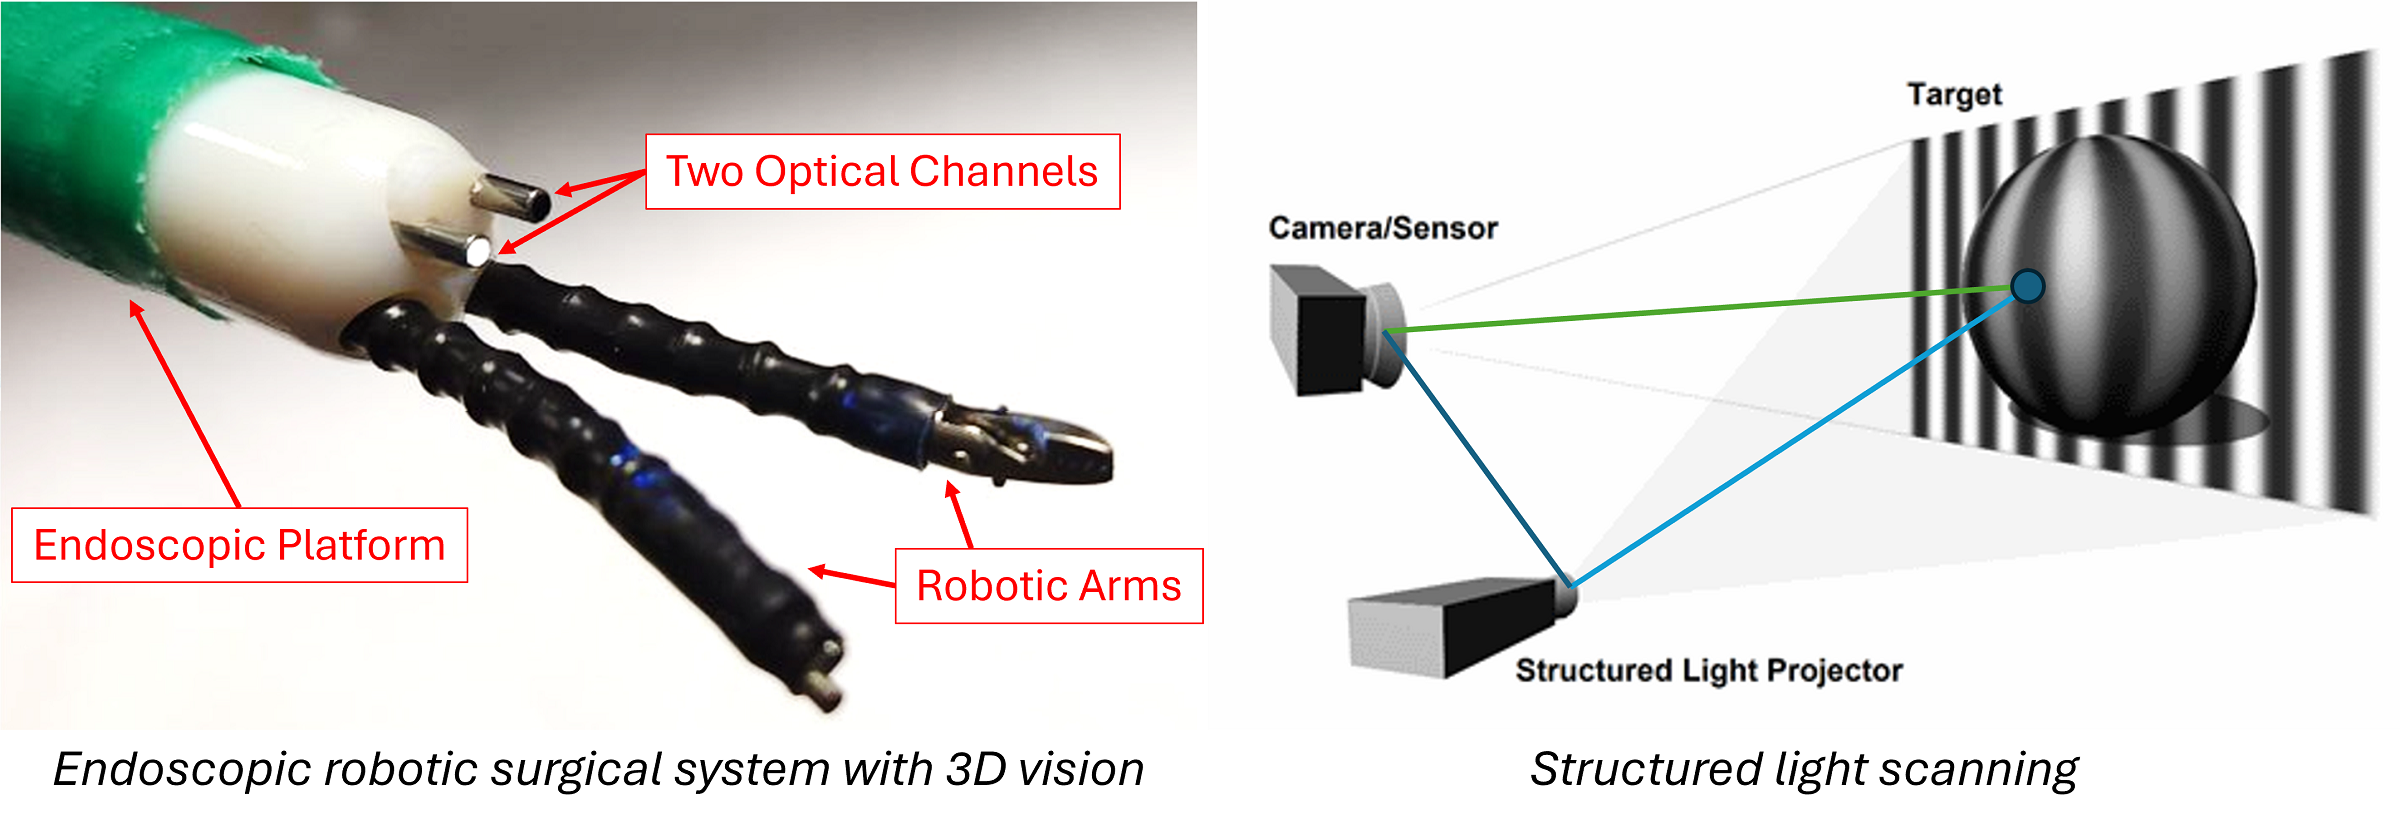 Two Optical Channels
Endoscopic Platform
Robotic Arms
Endoscopic robotic surgical system with 3D vision
Target
Camera/Sensor
Structured Light Projector
Structured light scanning